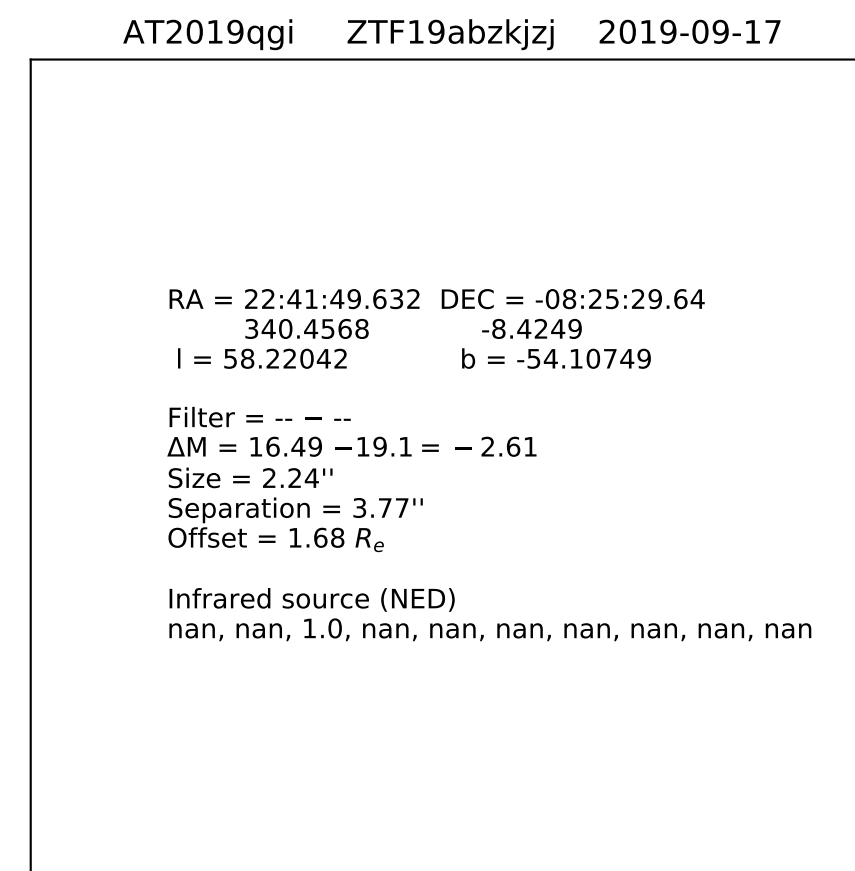 AT2019qgi ZTF19abzkjzj 2019-09-17
RA = 22:41:49.632 DEC = -08:25:29.64
340.4568 -8.4249
l = 58.22042 b = -54.10749
Filter = -- − --
ΔM = 16.49 −19.1 = − 2.61
Size = 2.24''
Separation = 3.77''
Offset = 1.68 Rₑ
Infrared source (NED)
nan, nan, 1.0, nan, nan, nan, nan, nan, nan, nan